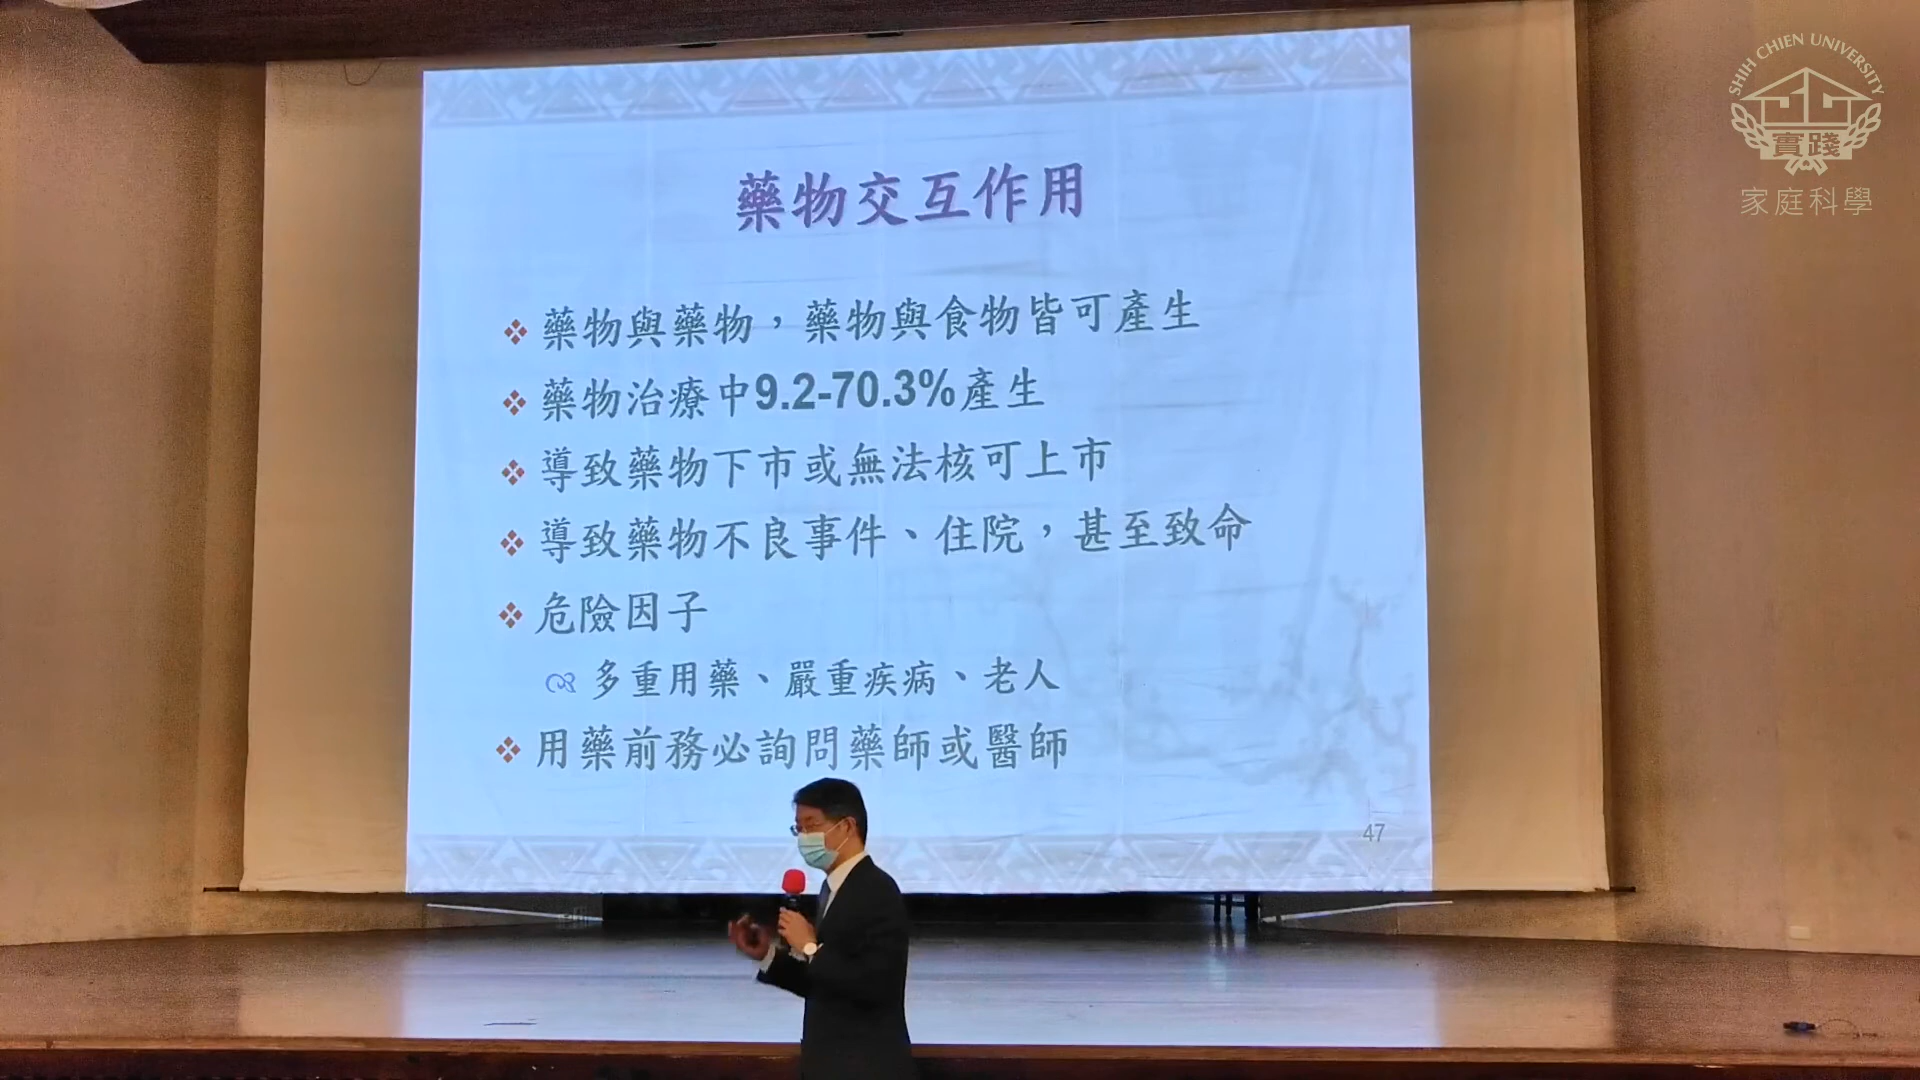 藥物交互作用
藥物與藥物，藥物與食物皆可產生
藥物治療中9.2-70.3%產生
導致藥物下市或無法核可上市
導致藥物不良事件、住院，甚至致命
危險因子
多重用藥、嚴重疾病、老人
用藥前務必詢問藥師或醫師
47
SHIH CHIEN UNIVERSITY
實踐
家庭科學